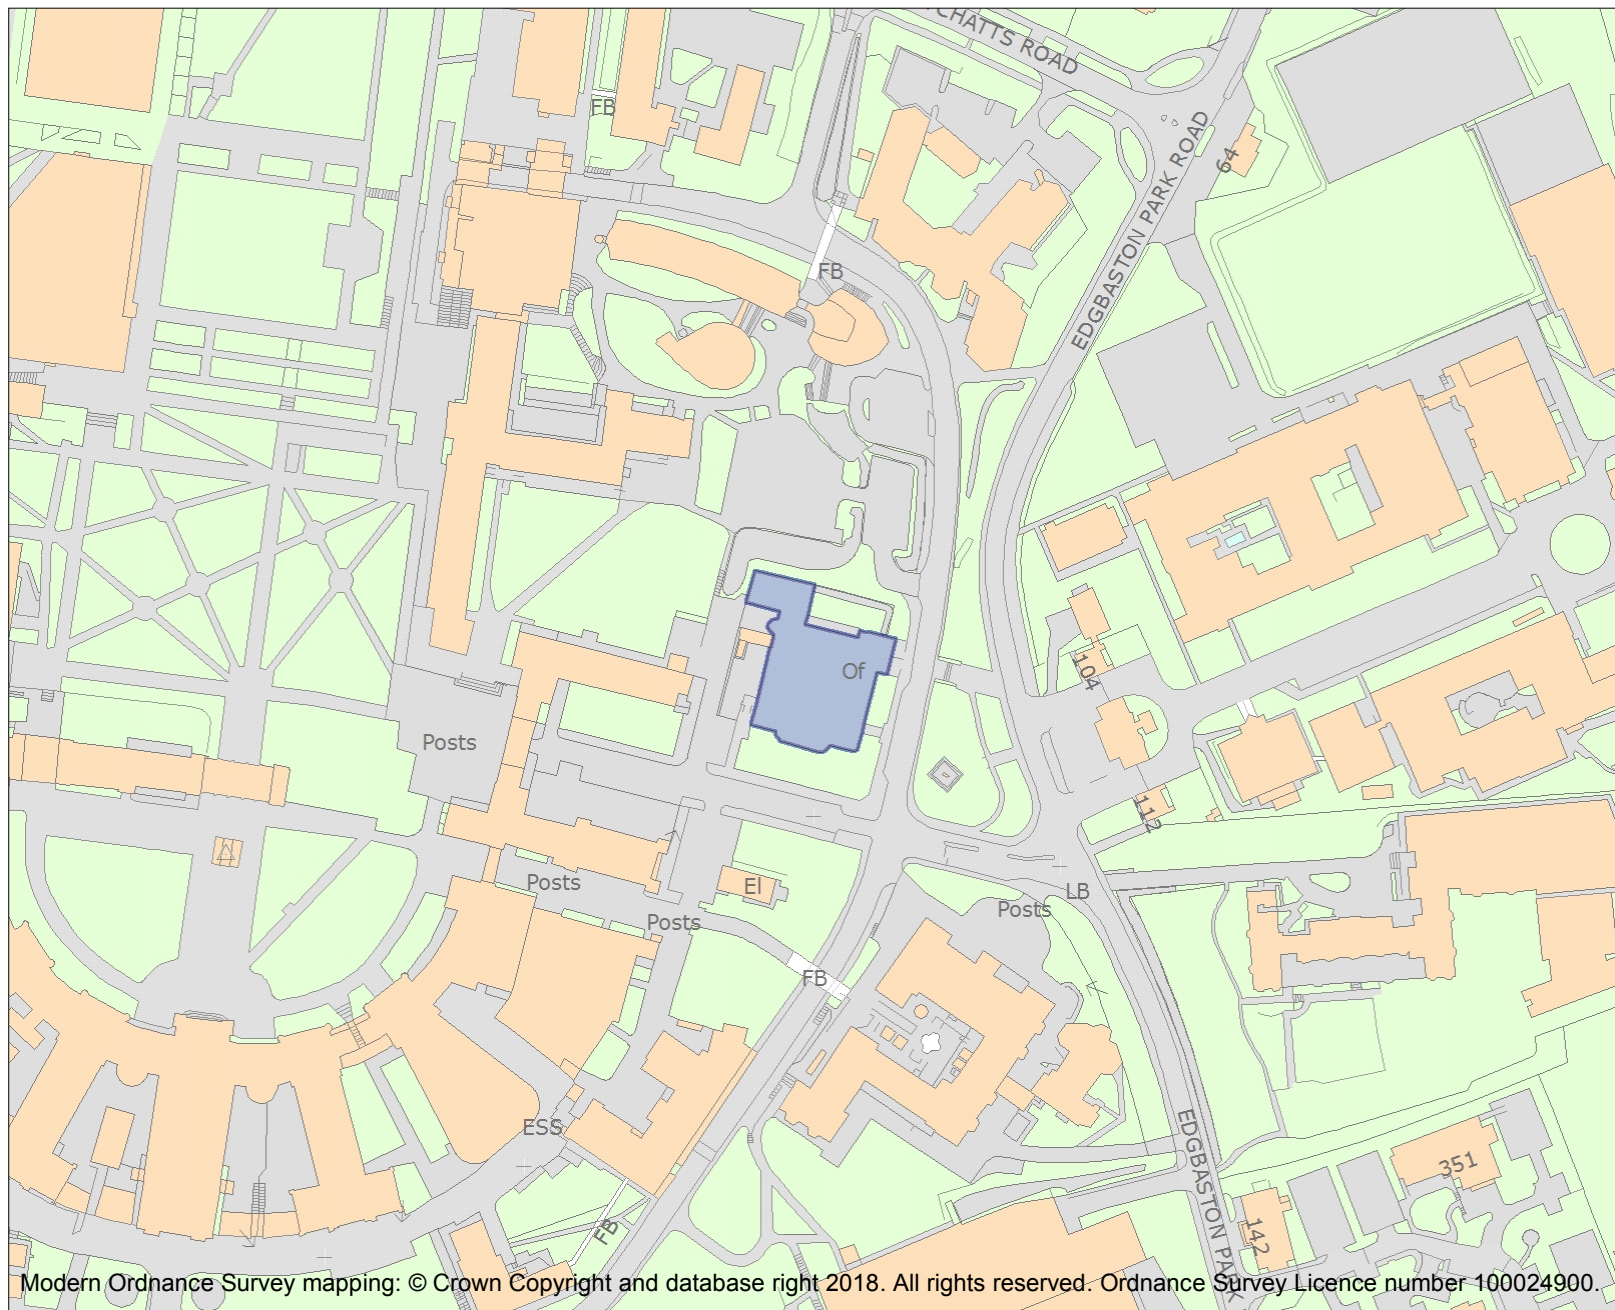 CHATTS ROAD
FB
EDGBASTON PARK ROAD
64
FB
Of
104
Posts
112
El
Posts
LB
Posts
Posts
FB
ESS
EDGBASTON PARK
351
142
FB
Modern Ordnance Survey mapping: © Crown Copyright and database right 2018. All rights reserved. Ordnance Survey Licence number 100024900.